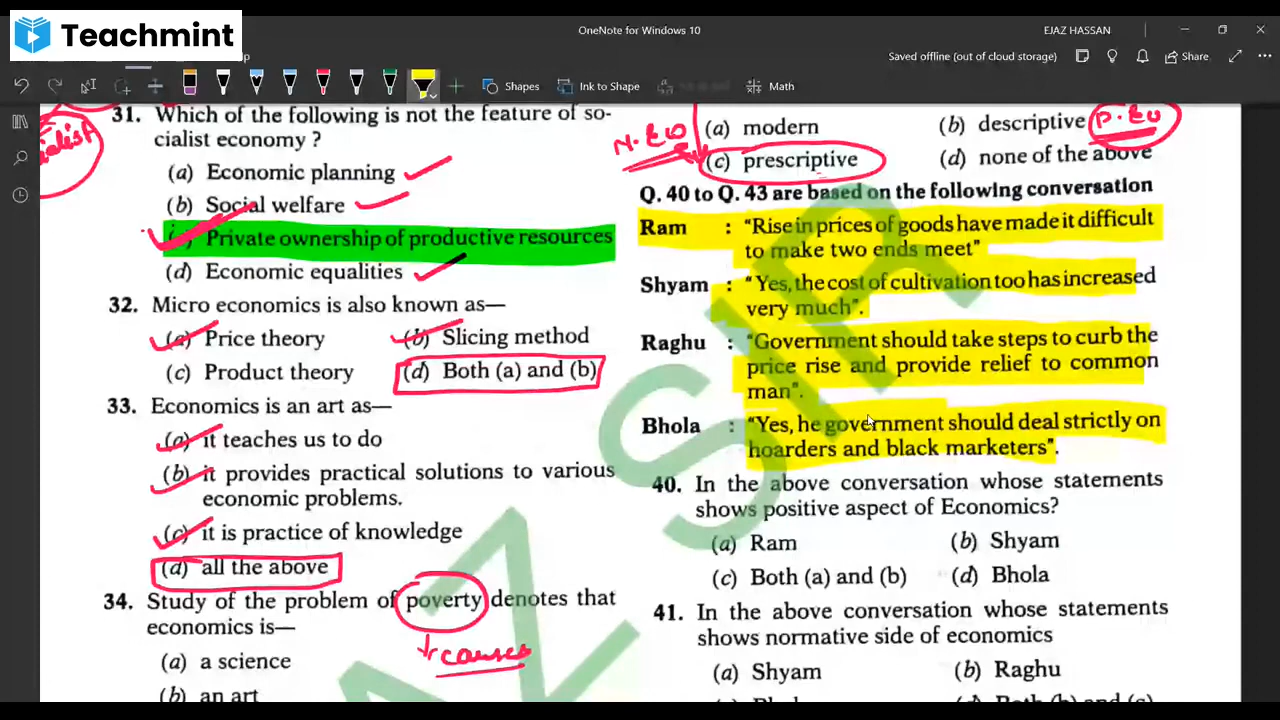 Teachmint
OneNote for Windows 10
EJAZ HASSAN
Saved offline (out of cloud storage)
Share
Shapes
Ink to Shape
Math
31. Which of the following is not the feature of so-
cialist economy ?
(a) Economic planning
(b) Social welfare
Private ownership of productive resources
(d) Economic equalities
32. Micro economics is also known as—
(a) Price theory (b) Slicing method
(c) Product theory (d) Both (a) and (b)
33. Economics is an art as—
(a) it teaches us to do
(b) it provides practical solutions to various
economic problems.
(c) it is practice of knowledge
(d) all the above
34. Study of the problem of poverty denotes that
economics is—
causes
(a) a science
(b) an art
N. Eco
P. Eco
(a) modern (b) descriptive
(c) prescriptive (d) none of the above
Q. 40 to Q. 43 are based on the following conversation
Ram : “Rise in prices of goods have made it difficult
to make two ends meet”
Shyam : “Yes, the cost of cultivation too has increased
very much”.
Raghu : “Government should take steps to curb the
price rise and provide relief to common
man”.
Bhola : “Yes, he government should deal strictly on
hoarders and black marketers”.
40. In the above conversation whose statements
shows positive aspect of Economics?
(a) Ram (b) Shyam
(c) Both (a) and (b) (d) Bhola
41. In the above conversation whose statements
shows normative side of economics
(a) Shyam (b) Raghu
SIR